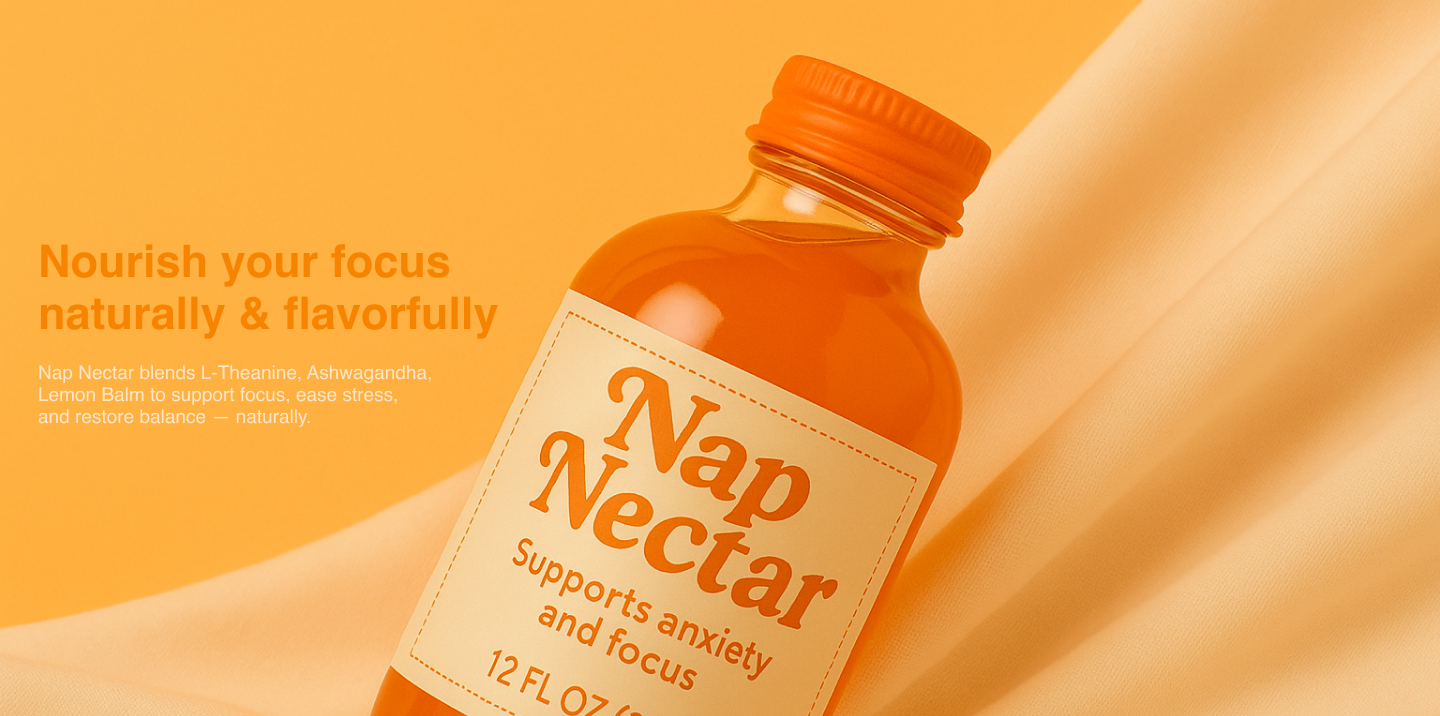 Nourish your focus
naturally & flavorfully
Nap Nectar blends L-Theanine, Ashwagandha,
Lemon Balm to support focus, ease stress,
and restore balance — naturally.
Nap
Nectar
Supports anxiety
and focus
12 FL OZ